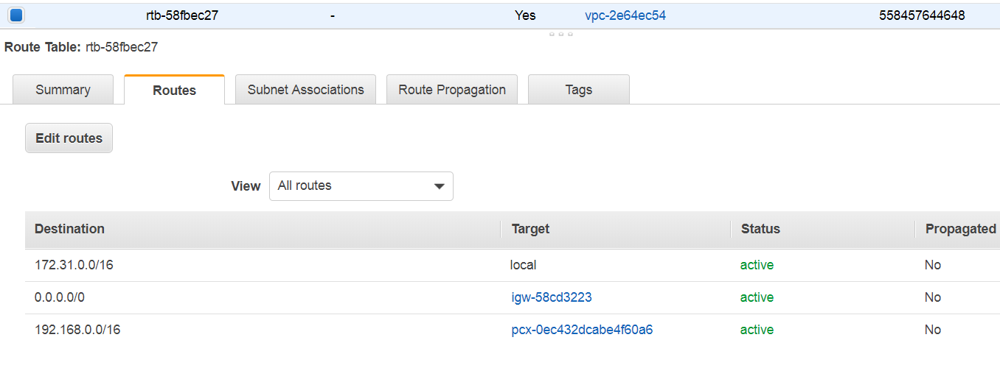 rtb-58fbec27 - Yes vpc-2e64ec54 558457644648
Route Table: rtb-58fbec27
Summary Routes Subnet Associations Route Propagation Tags
Edit routes
View All routes
Destination Target Status Propagated
172.31.0.0/16 local active No
0.0.0.0/0 igw-58cd3223 active No
192.168.0.0/16 pcx-0ec432dcabe4f60a6 active No